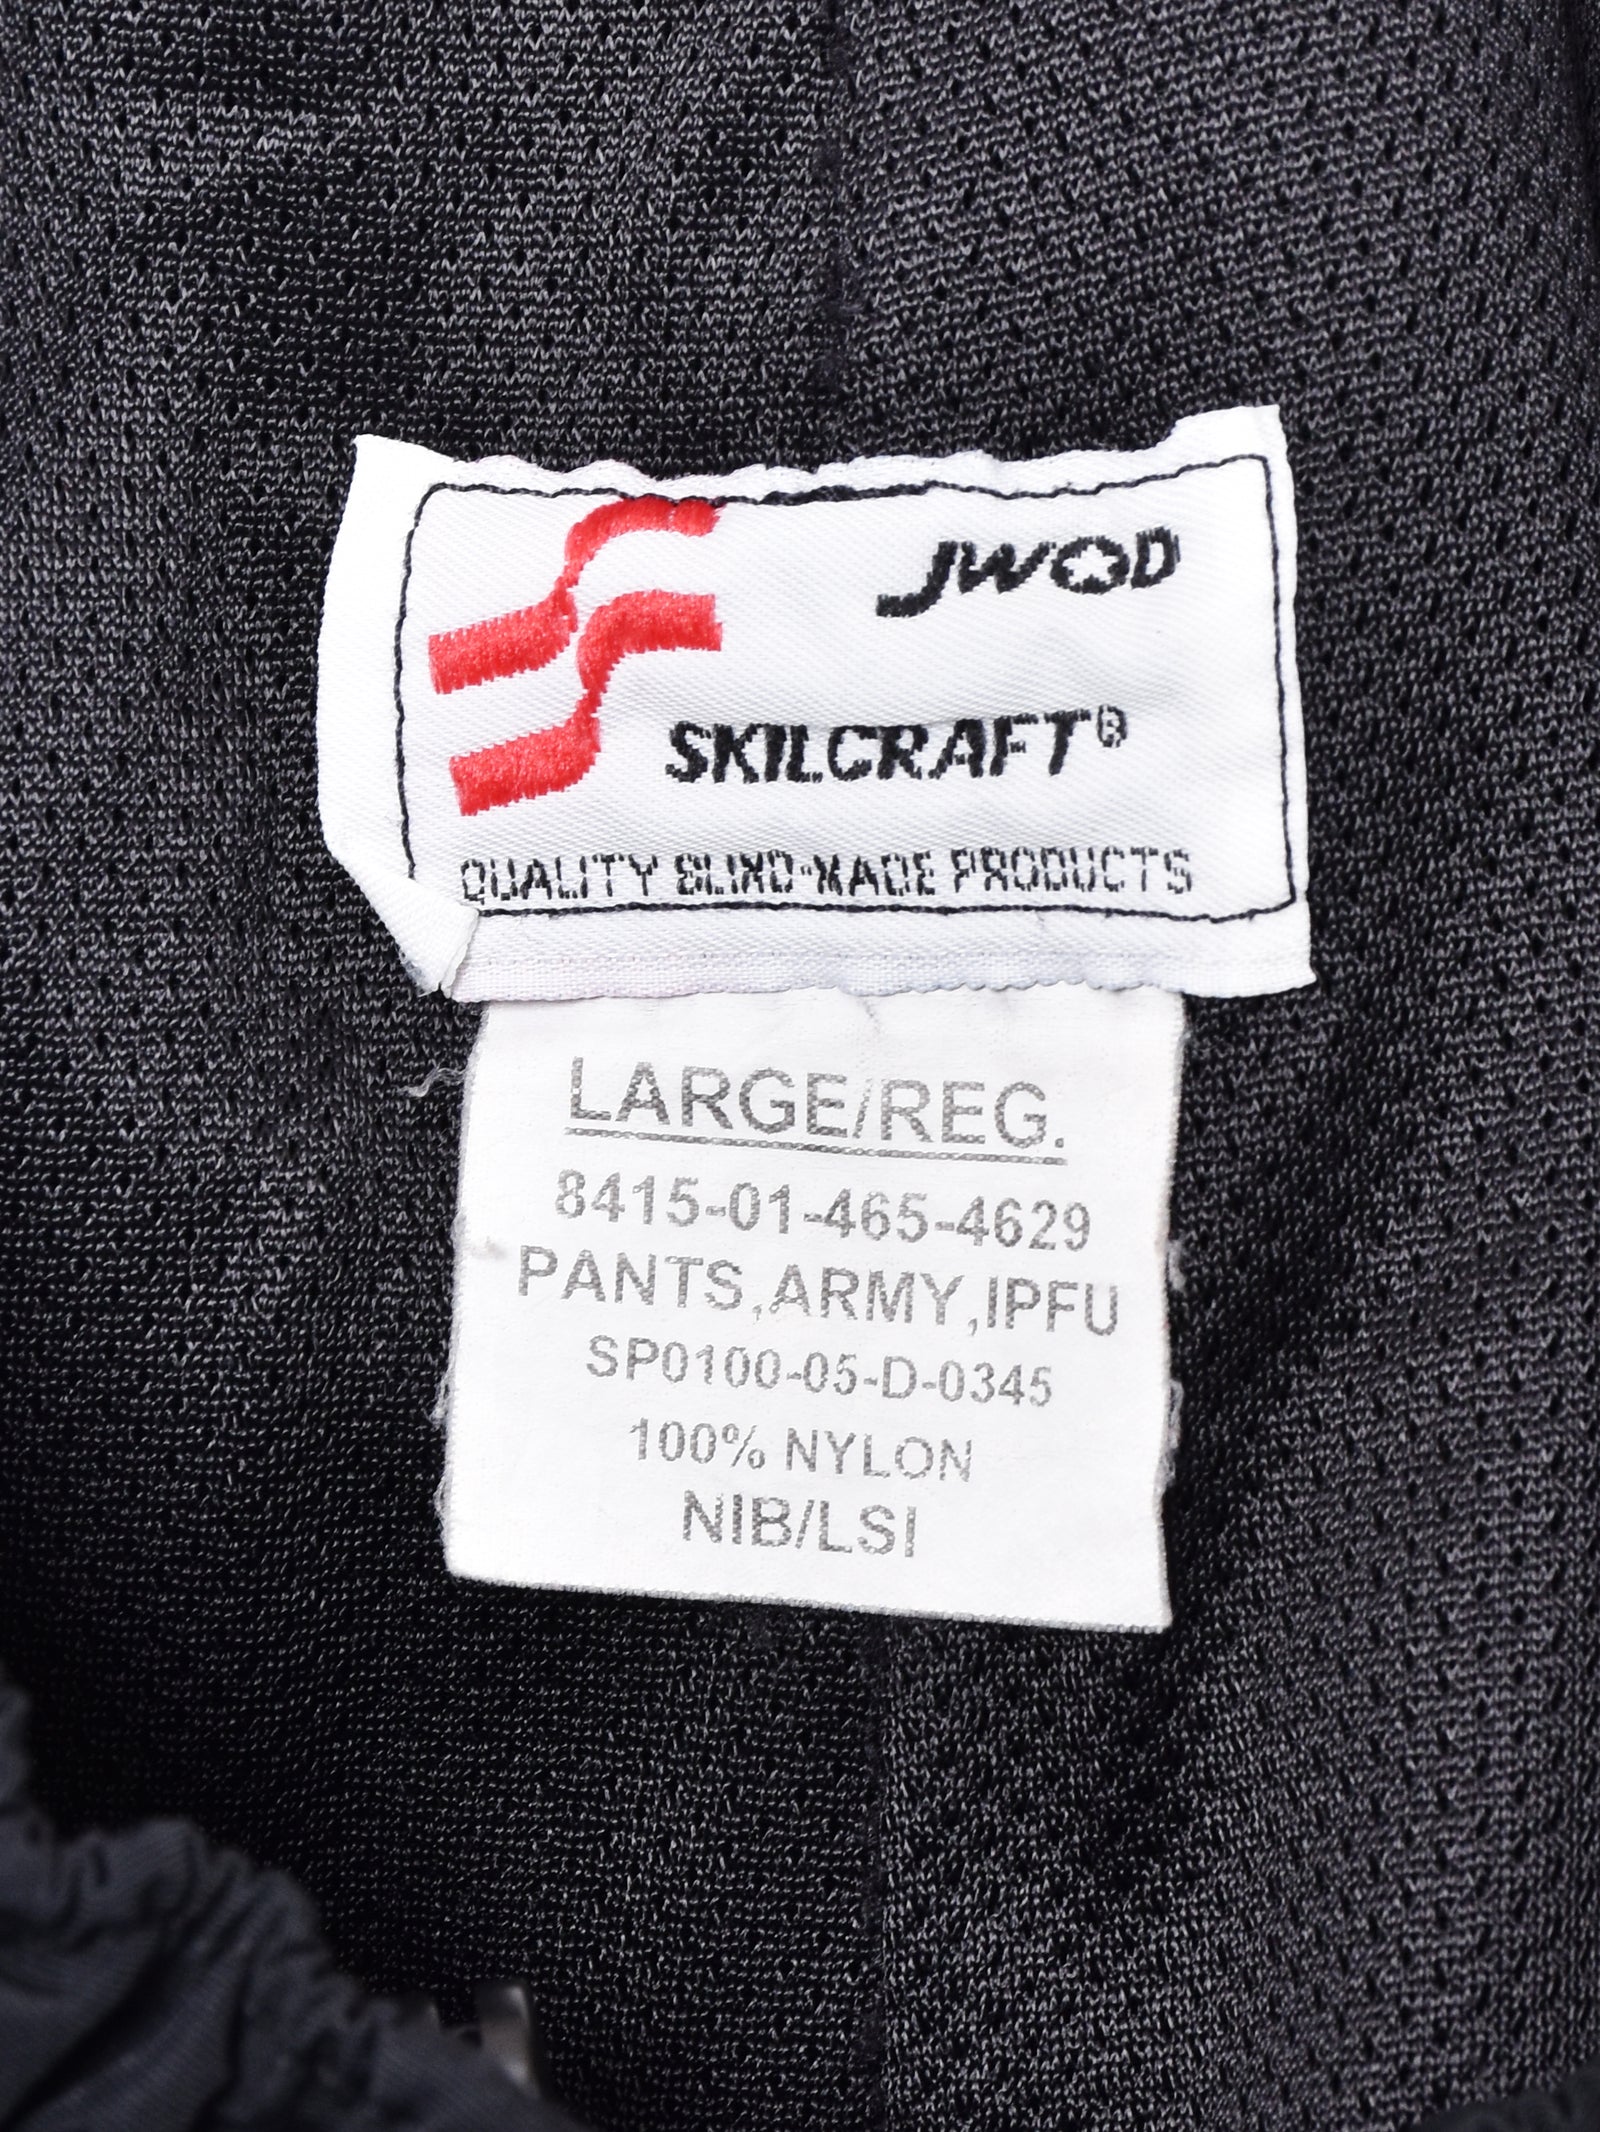 JWOD
SKILCRAFT®
QUALITY BLIND-MADE PRODUCTS
LARGE/REG.
8415-01-465-4629
PANTS,ARMY,IPFU
SP0100-05-D-0345
100% NYLON
NIB/LSI